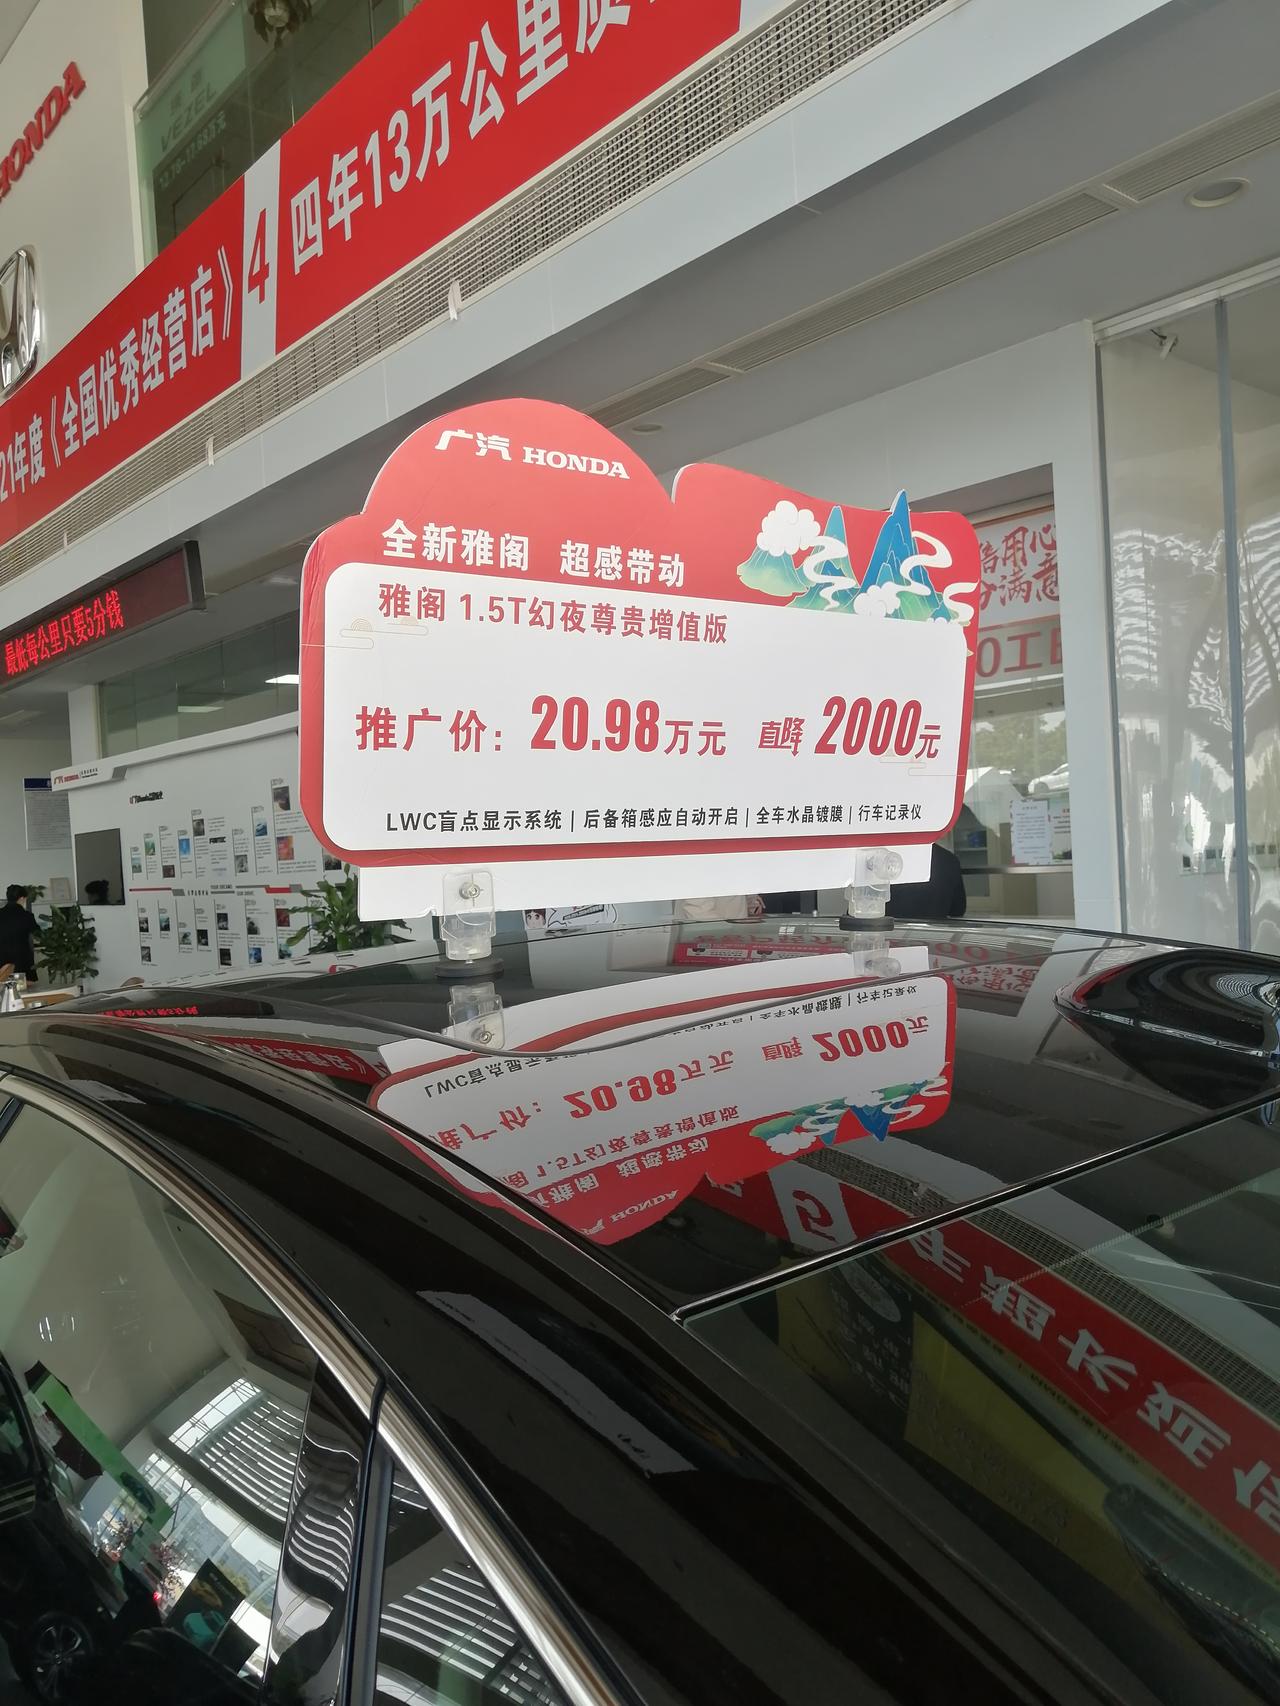 HONDA
VEZEL
21年度《全国优秀经营店》 4 四年13万公里质
广汽 HONDA
全新雅阁 超感带动
雅阁 1.5T幻夜尊贵增值版
推广价：20.98万元 直降 2000元
LWC盲点显示系统 | 后备箱感应自动开启 | 全车水晶镀膜 | 行车记录仪
最低每公里只要5分钱
用心
分满意